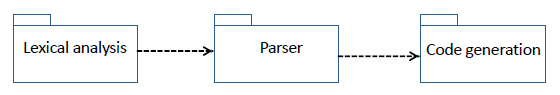 Lexical analysis
Parser
Code generation